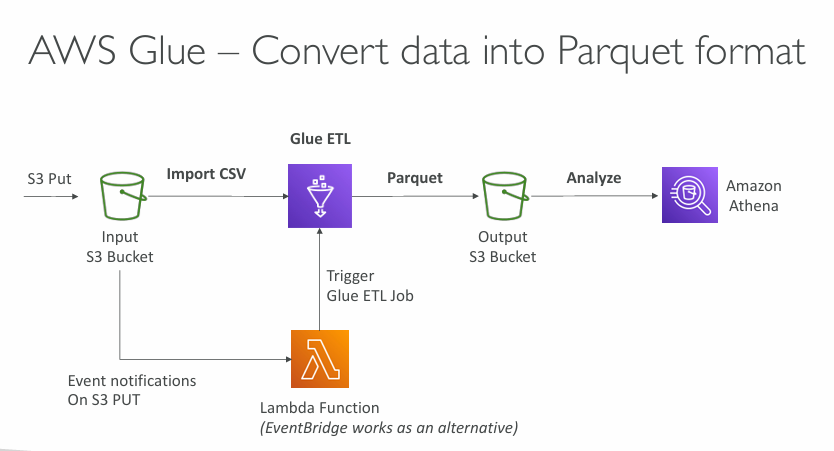 AWS Glue – Convert data into Parquet format
Glue ETL
S3 Put
Import CSV
Parquet
Analyze
Amazon
Athena
Input
S3 Bucket
Output
S3 Bucket
Trigger
Glue ETL Job
Event notifications
On S3 PUT
Lambda Function
(EventBridge works as an alternative)